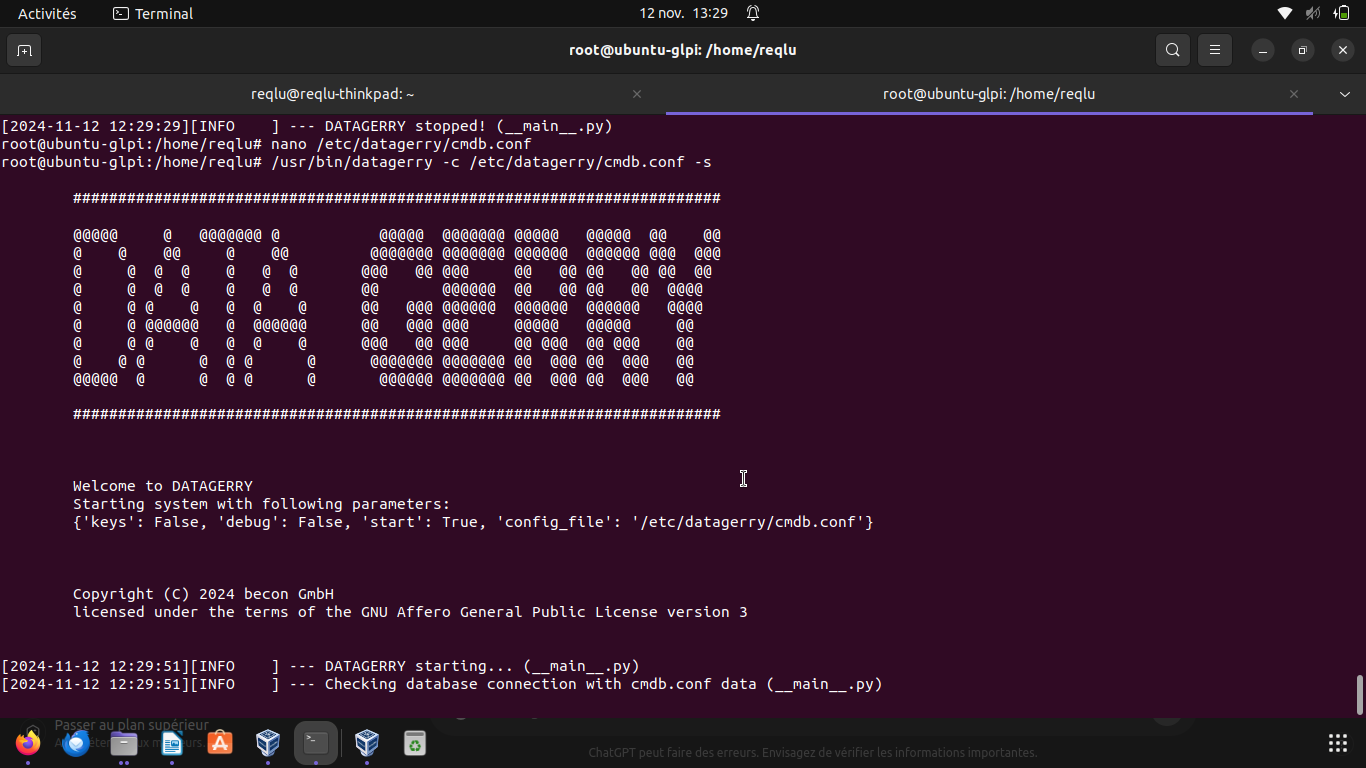 Activités
Terminal
12 nov. 13:29
root@ubuntu-glpi: /home/reqlu
reqlu@reqlu-thinkpad: ~
root@ubuntu-glpi: /home/reqlu
[2024-11-12 12:29:29][INFO    ] --- DATAGERRY stopped! (__main__.py)
root@ubuntu-glpi:/home/reqlu# nano /etc/datagerry/cmdb.conf
root@ubuntu-glpi:/home/reqlu# /usr/bin/datagerry -c /etc/datagerry/cmdb.conf -s
########################################################################
DATA GERRY
########################################################################
Welcome to DATAGERRY
Starting system with following parameters:
{'keys': False, 'debug': False, 'start': True, 'config_file': '/etc/datagerry/cmdb.conf'}
Copyright (C) 2024 becon GmbH
licensed under the terms of the GNU Affero General Public License version 3
[2024-11-12 12:29:51][INFO    ] --- DATAGERRY starting... (__main__.py)
[2024-11-12 12:29:51][INFO    ] --- Checking database connection with cmdb.conf data (__main__.py)
Passer au plan supérieur
ChatGPT peut faire des erreurs. Envisagez de vérifier les informations importantes.